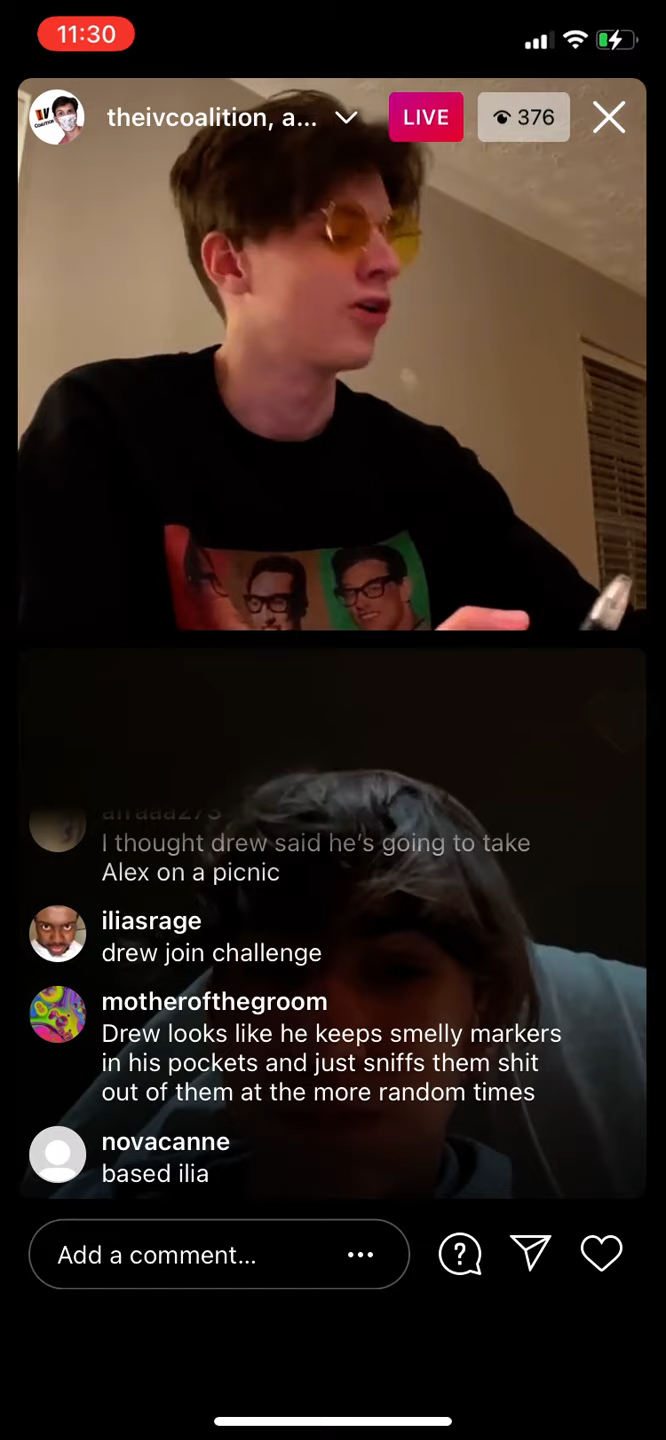 11:30
theivcoalition, a...
LIVE
376
I thought drew said he's going to take
Alex on a picnic
iliasrage
drew join challenge
motherofthegroom
Drew looks like he keeps smelly markers
in his pockets and just sniffs them shit
out of them at the more random times
novacanne
based ilia
Add a comment...